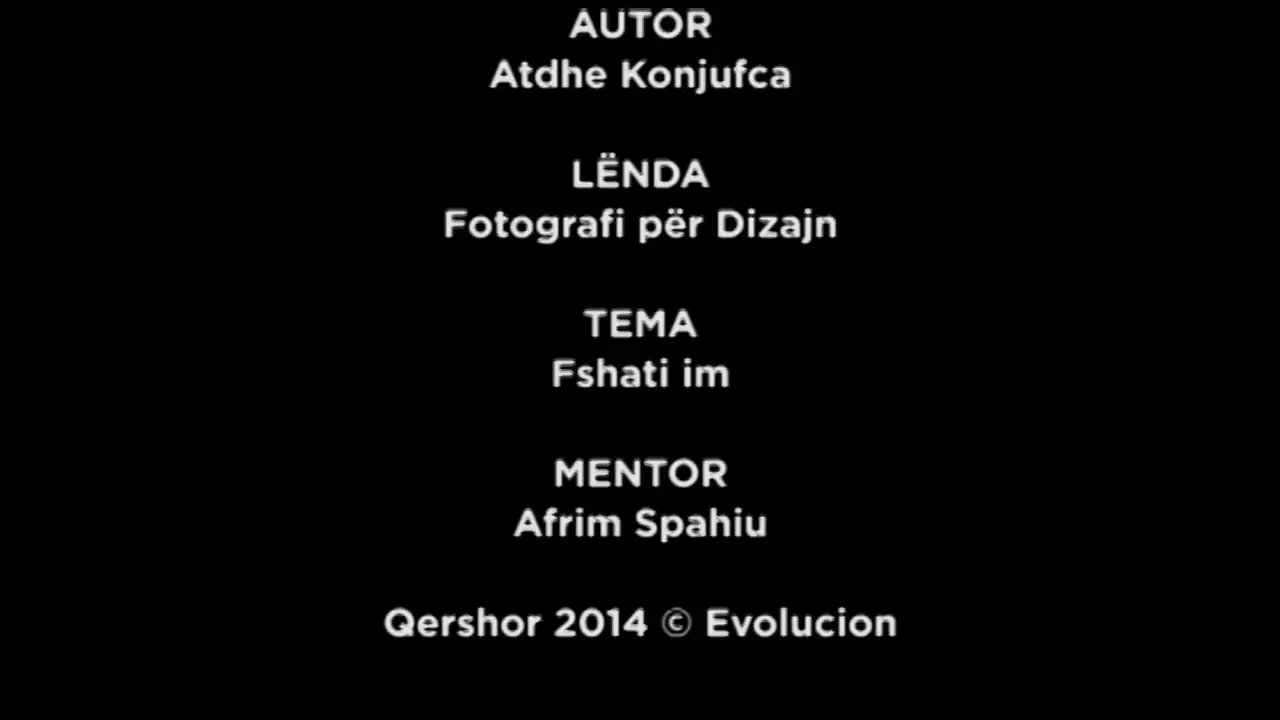 AUTOR
Atdhe Konjufca
LËNDA
Fotografi për Dizajn
TEMA
Fshati im
MENTOR
Afrim Spahiu
Qershor 2014 © Evolucion